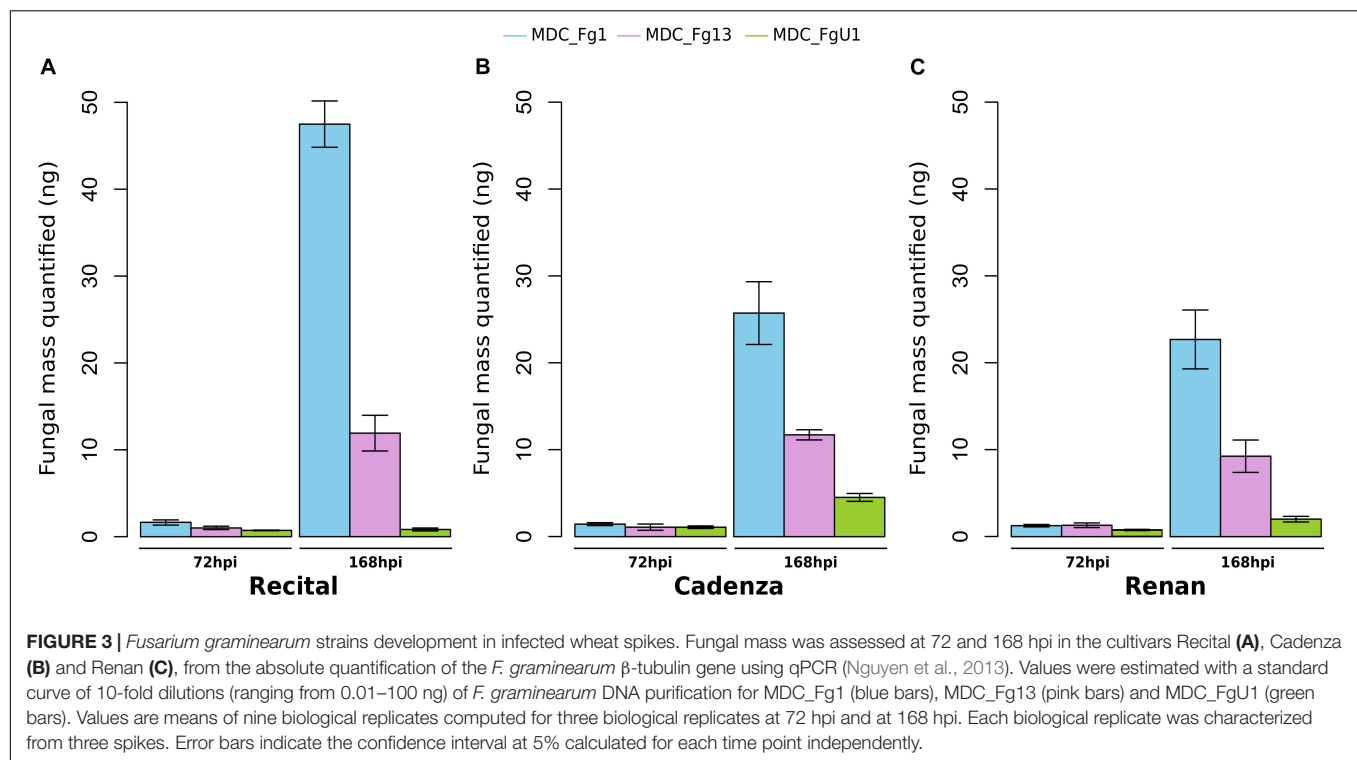 MDC_Fg1 MDC_Fg13 MDC_FgU1
A
Fungal mass quantified (ng)
0 10 20 30 40 50
72hpi 168hpi
Recital
B
Fungal mass quantified (ng)
0 10 20 30 40 50
72hpi 168hpi
Cadenza
C
Fungal mass quantified (ng)
0 10 20 30 40 50
72hpi 168hpi
Renan
FIGURE 3 | Fusarium graminearum strains development in infected wheat spikes. Fungal mass was assessed at 72 and 168 hpi in the cultivars Recital (A), Cadenza
(B) and Renan (C), from the absolute quantification of the F. graminearum β-tubulin gene using qPCR (Nguyen et al., 2013). Values were estimated with a standard
curve of 10-fold dilutions (ranging from 0.01–100 ng) of F. graminearum DNA purification for MDC_Fg1 (blue bars), MDC_Fg13 (pink bars) and MDC_FgU1 (green
bars). Values are means of nine biological replicates computed for three biological replicates at 72 hpi and at 168 hpi. Each biological replicate was characterized
from three spikes. Error bars indicate the confidence interval at 5% calculated for each time point independently.